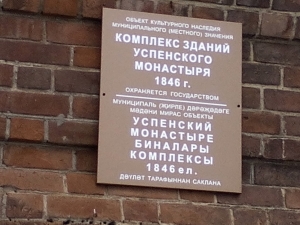 ОБЪЕКТ КУЛЬТУРНОГО НАСЛЕДИЯ
МУНИЦИПАЛЬНОГО (МЕСТНОГО) ЗНАЧЕНИЯ
КОМПЛЕКС ЗДАНИЙ
УСПЕНСКОГО
МОНАСТЫРЯ
1846 г.
ОХРАНЯЕТСЯ ГОСУДАРСТВОМ
МУНИЦИПАЛЬ (ҖИРЛЕ) ДӘРӘҖӘДӘГЕ
МӘДӘНИ МИРАС ОБЪЕКТЫ
УСПЕНСКИЙ
МОНАСТЫРЕ
БИНАЛАРЫ
КОМПЛЕКСЫ
1846 ел.
ДӘҮЛӘТ ТАРАФЫННАН САКЛАНА